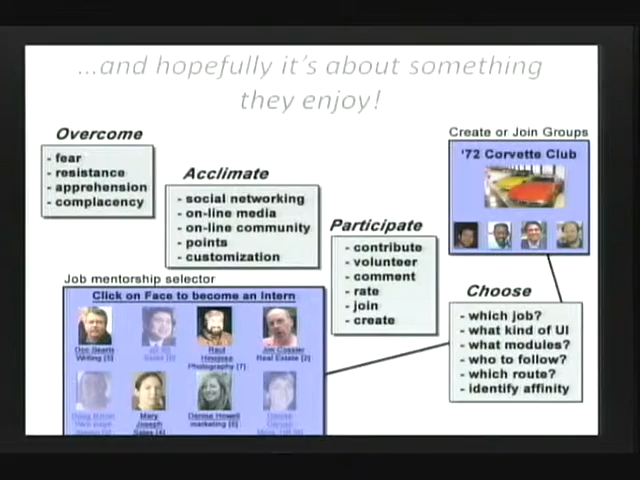 ...and hopefully it's about something
they enjoy!
Overcome
- fear
- resistance
- apprehension
- complacency
Acclimate
- social networking
- on-line media
- on-line community
- points
- customization
Participate
- contribute
- volunteer
- comment
- rate
- join
- create
Create or Join Groups
'72 Corvette Club
Choose
- which job?
- what kind of UI
- what modules?
- who to follow?
- which route?
- identify affinity
Job mentorship selector
Click on Face to become an Intern
Doc Searls
Writing [3]
Raul
Hinojosa
Photography [7]
Real Estate [2]
Mary
Joseph
Sales [4]
Denise Howell
marketing [6]